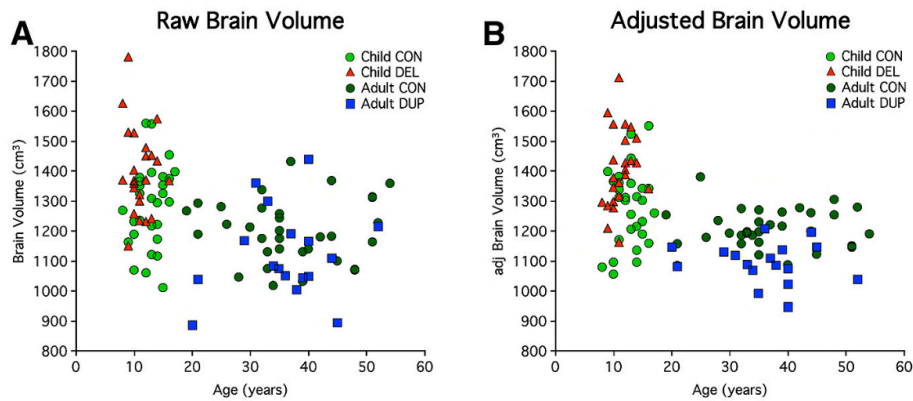 A
Raw Brain Volume
Brain Volume (cm³)
1800
1700
1600
1500
1400
1300
1200
1100
1000
900
800
0 10 20 30 40 50 60
Age (years)
Child CON
Child DEL
Adult CON
Adult DUP
B
Adjusted Brain Volume
adj Brain Volume (cm³)
1800
1700
1600
1500
1400
1300
1200
1100
1000
900
800
0 10 20 30 40 50 60
Age (years)
Child CON
Child DEL
Adult CON
Adult DUP